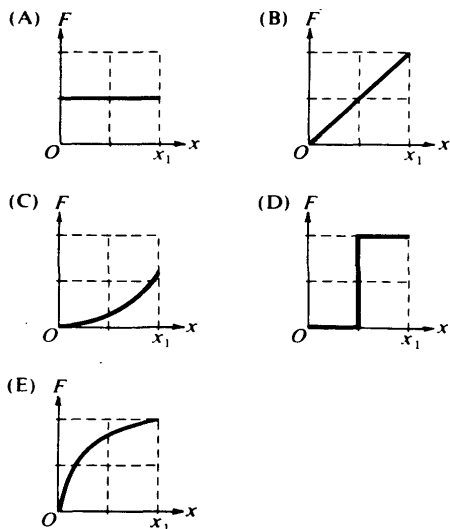 (A) F
O x₁ x
(B) F
O x₁ x
(C) F
O x₁ x
(D) F
O x₁ x
(E) F
O x₁ x